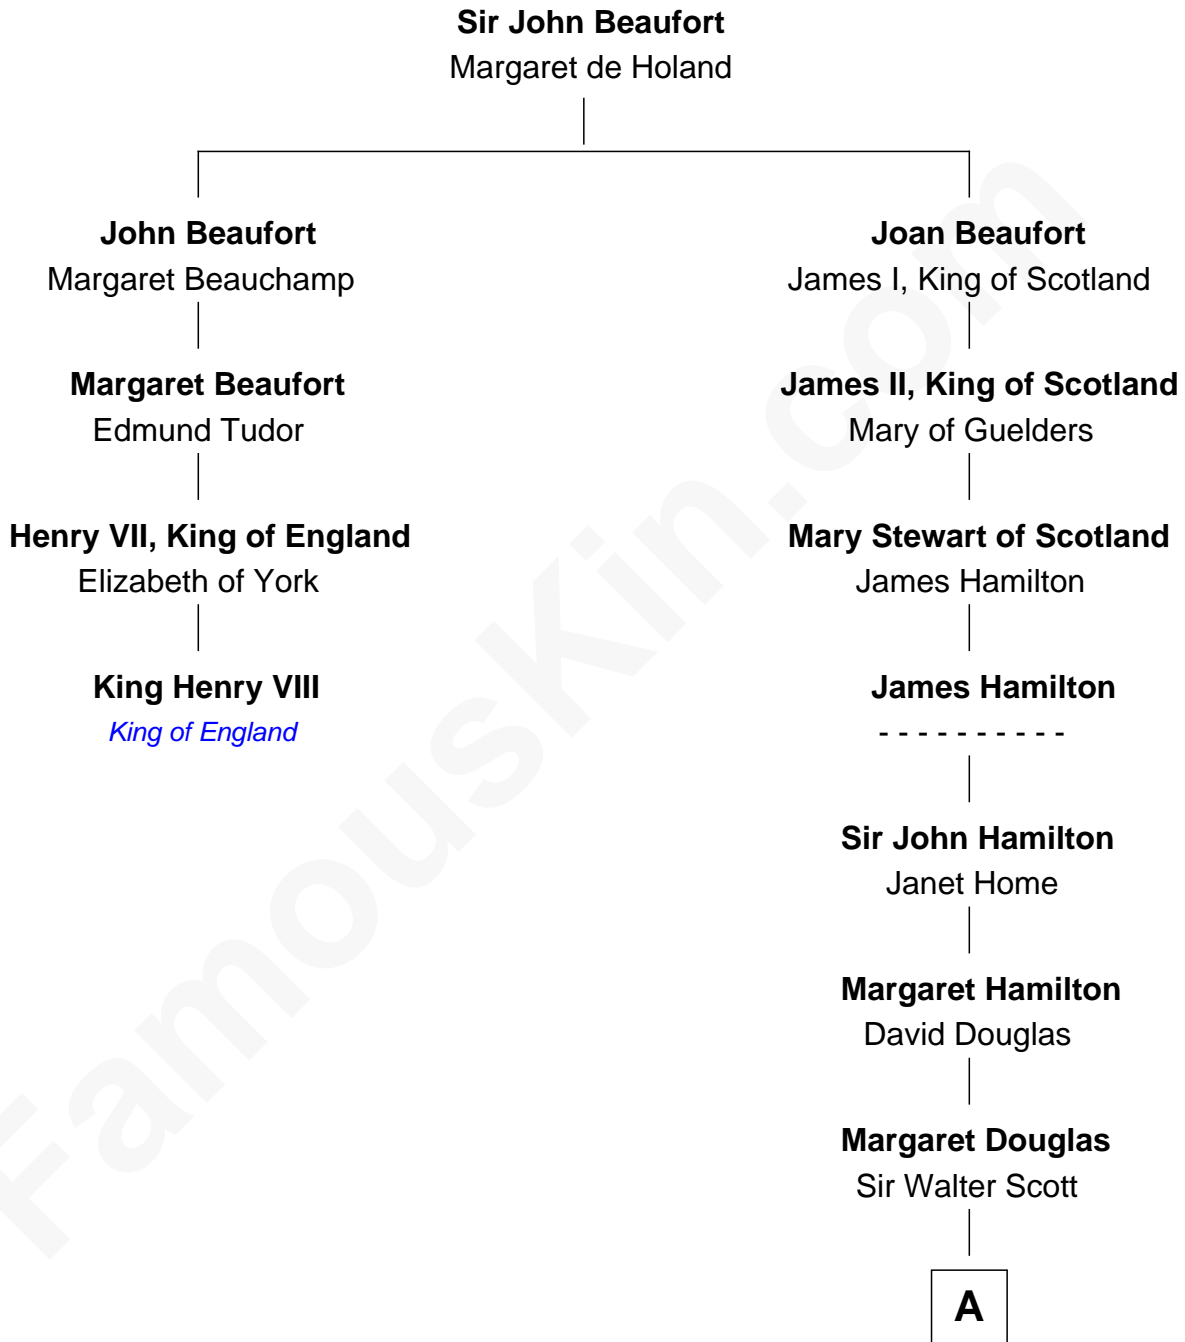 Sir John Beaufort
Margaret de Holand
John Beaufort
Margaret Beauchamp
Margaret Beaufort
Edmund Tudor
Henry VII, King of England
Elizabeth of York
King Henry VIII
King of England
Joan Beaufort
James I, King of Scotland
James II, King of Scotland
Mary of Guelders
Mary Stewart of Scotland
James Hamilton
James Hamilton
- - - - - - - - - -
Sir John Hamilton
Janet Home
Margaret Hamilton
David Douglas
Margaret Douglas
Sir Walter Scott
A
FamousKin.com